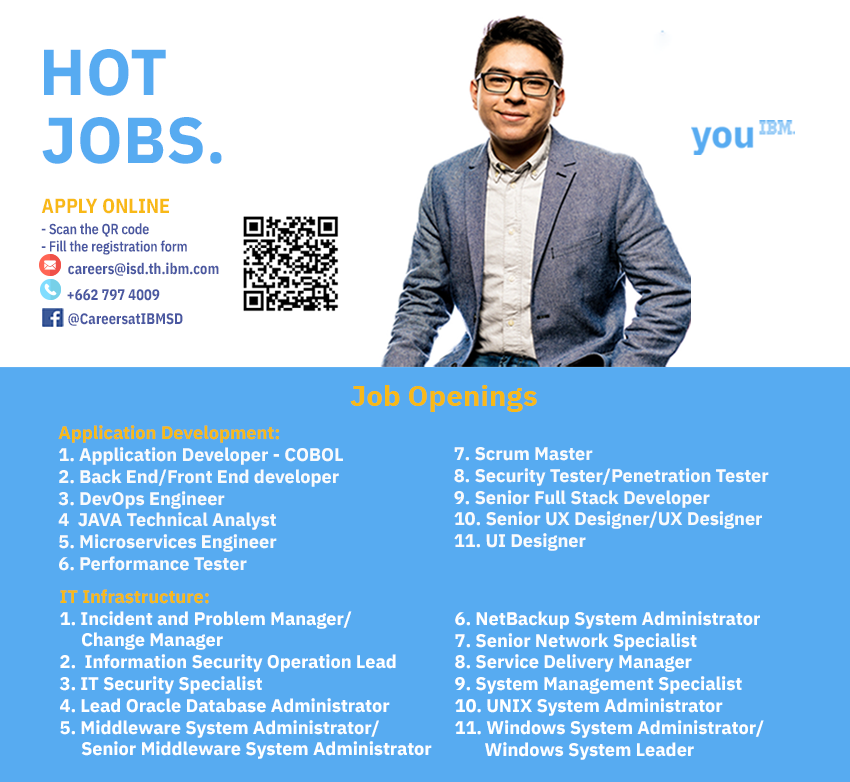 HOT
JOBS.
you IBM.
APPLY ONLINE
- Scan the QR code
- Fill the registration form
careers@isd.th.ibm.com
+662 797 4009
@CareersatIBMSD
Job Openings
Application Development:
1. Application Developer - COBOL
2. Back End/Front End developer
3. DevOps Engineer
4 JAVA Technical Analyst
5. Microservices Engineer
6. Performance Tester
7. Scrum Master
8. Security Tester/Penetration Tester
9. Senior Full Stack Developer
10. Senior UX Designer/UX Designer
11. UI Designer
IT Infrastructure:
1. Incident and Problem Manager/
Change Manager
2. Information Security Operation Lead
3. IT Security Specialist
4. Lead Oracle Database Administrator
5. Middleware System Administrator/
Senior Middleware System Administrator
6. NetBackup System Administrator
7. Senior Network Specialist
8. Service Delivery Manager
9. System Management Specialist
10. UNIX System Administrator
11. Windows System Administrator/
Windows System Leader